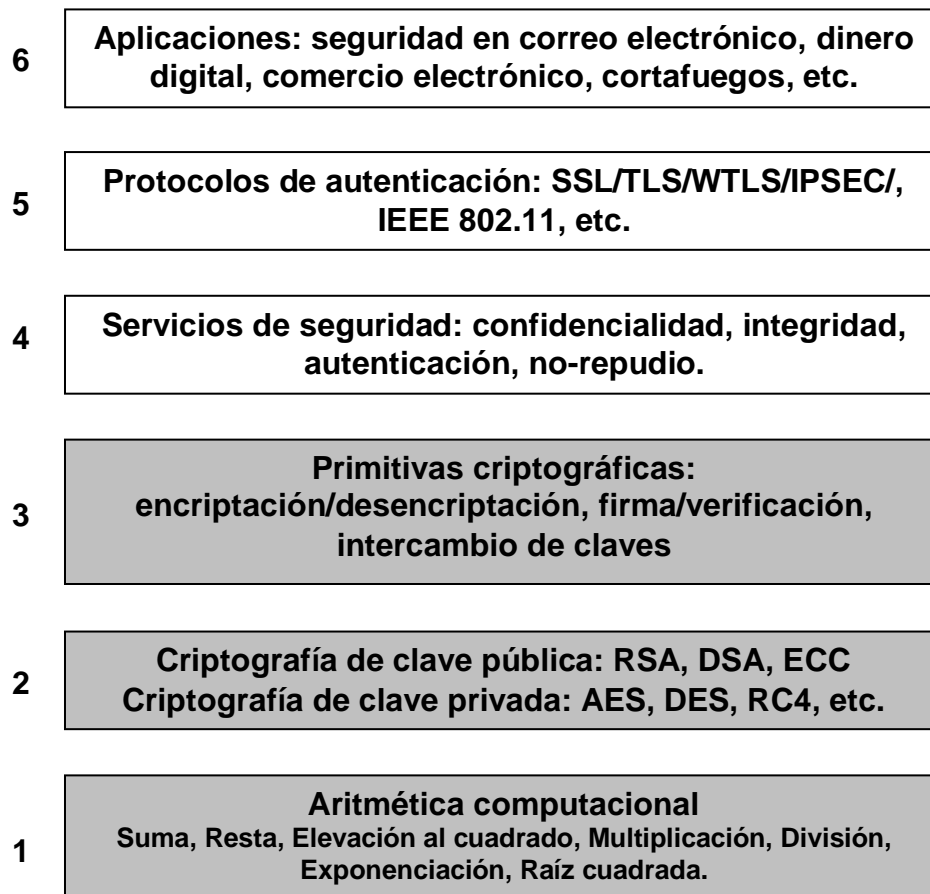 6
Aplicaciones: seguridad en correo electrónico, dinero
digital, comercio electrónico, cortafuegos, etc.
5
Protocolos de autenticación: SSL/TLS/WTLS/IPSEC/,
IEEE 802.11, etc.
4
Servicios de seguridad: confidencialidad, integridad,
autenticación, no-repudio.
3
Primitivas criptográficas:
encriptación/desencriptación, firma/verificación,
intercambio de claves
2
Criptografía de clave pública: RSA, DSA, ECC
Criptografía de clave privada: AES, DES, RC4, etc.
1
Aritmética computacional
Suma, Resta, Elevación al cuadrado, Multiplicación, División,
Exponenciación, Raíz cuadrada.